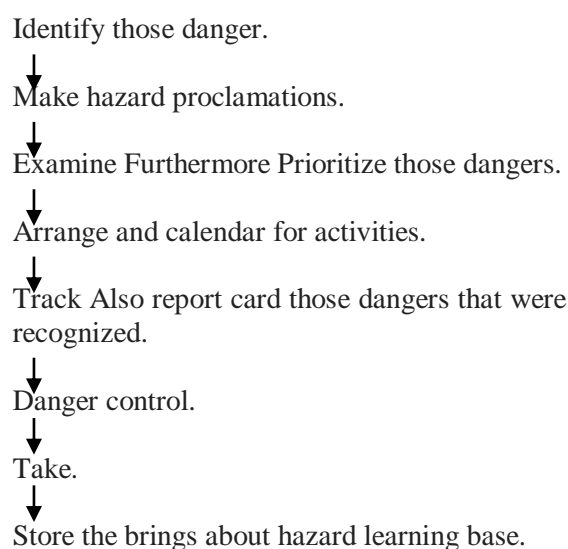 Identify those danger.
Make hazard proclamations.
Examine Furthermore Prioritize those dangers.
Arrange and calendar for activities.
Track Also report card those dangers that were
recognized.
Danger control.
Take.
Store the brings about hazard learning base.